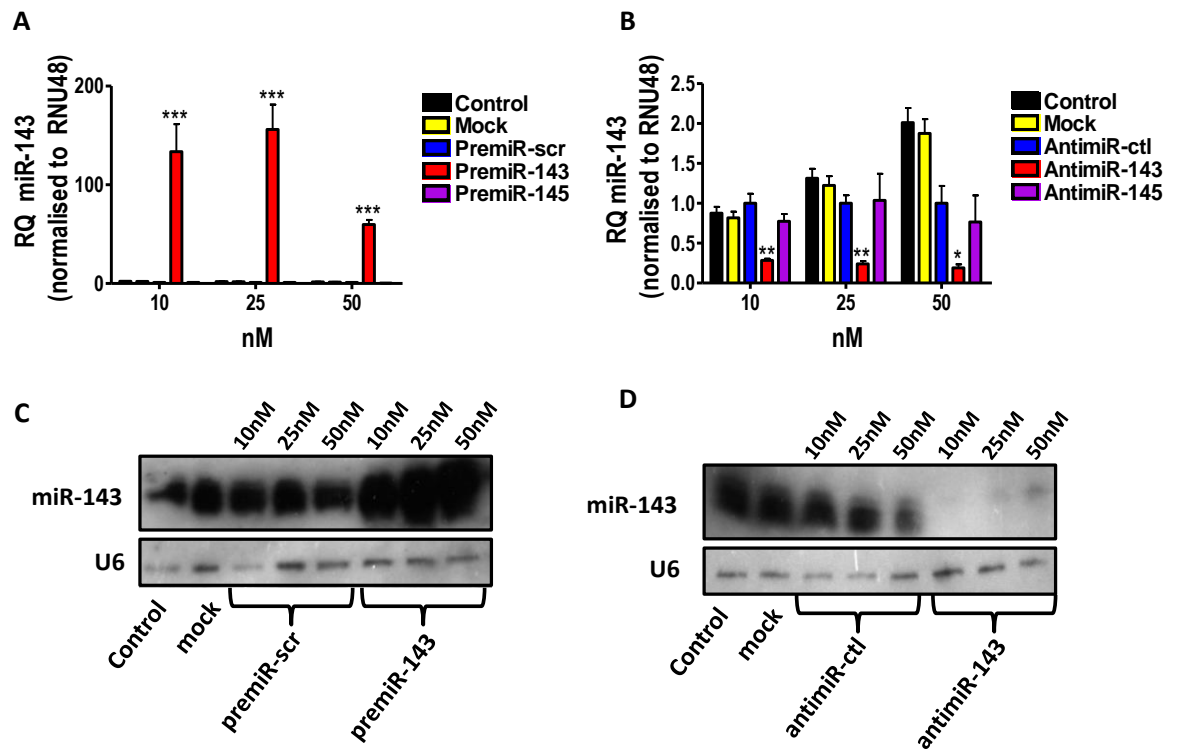 A
RQ miR-143
(normalised to RNU48)
200
100
0
***
***
***
10
25
50
nM
Control
Mock
PremiR-scr
PremiR-143
PremiR-145
B
RQ miR-143
(normalised to RNU48)
2.5
2.0
1.5
1.0
0.5
0.0
**
**
*
10
25
50
nM
Control
Mock
AntimiR-ctl
AntimiR-143
AntimiR-145
C
10nM
25nM
50nM
10nM
25nM
50nM
miR-143
U6
Control
mock
premiR-scr
premiR-143
D
10nM
25nM
50nM
10nM
25nM
50nM
miR-143
U6
Control
mock
antimiR-ctl
antimiR-143